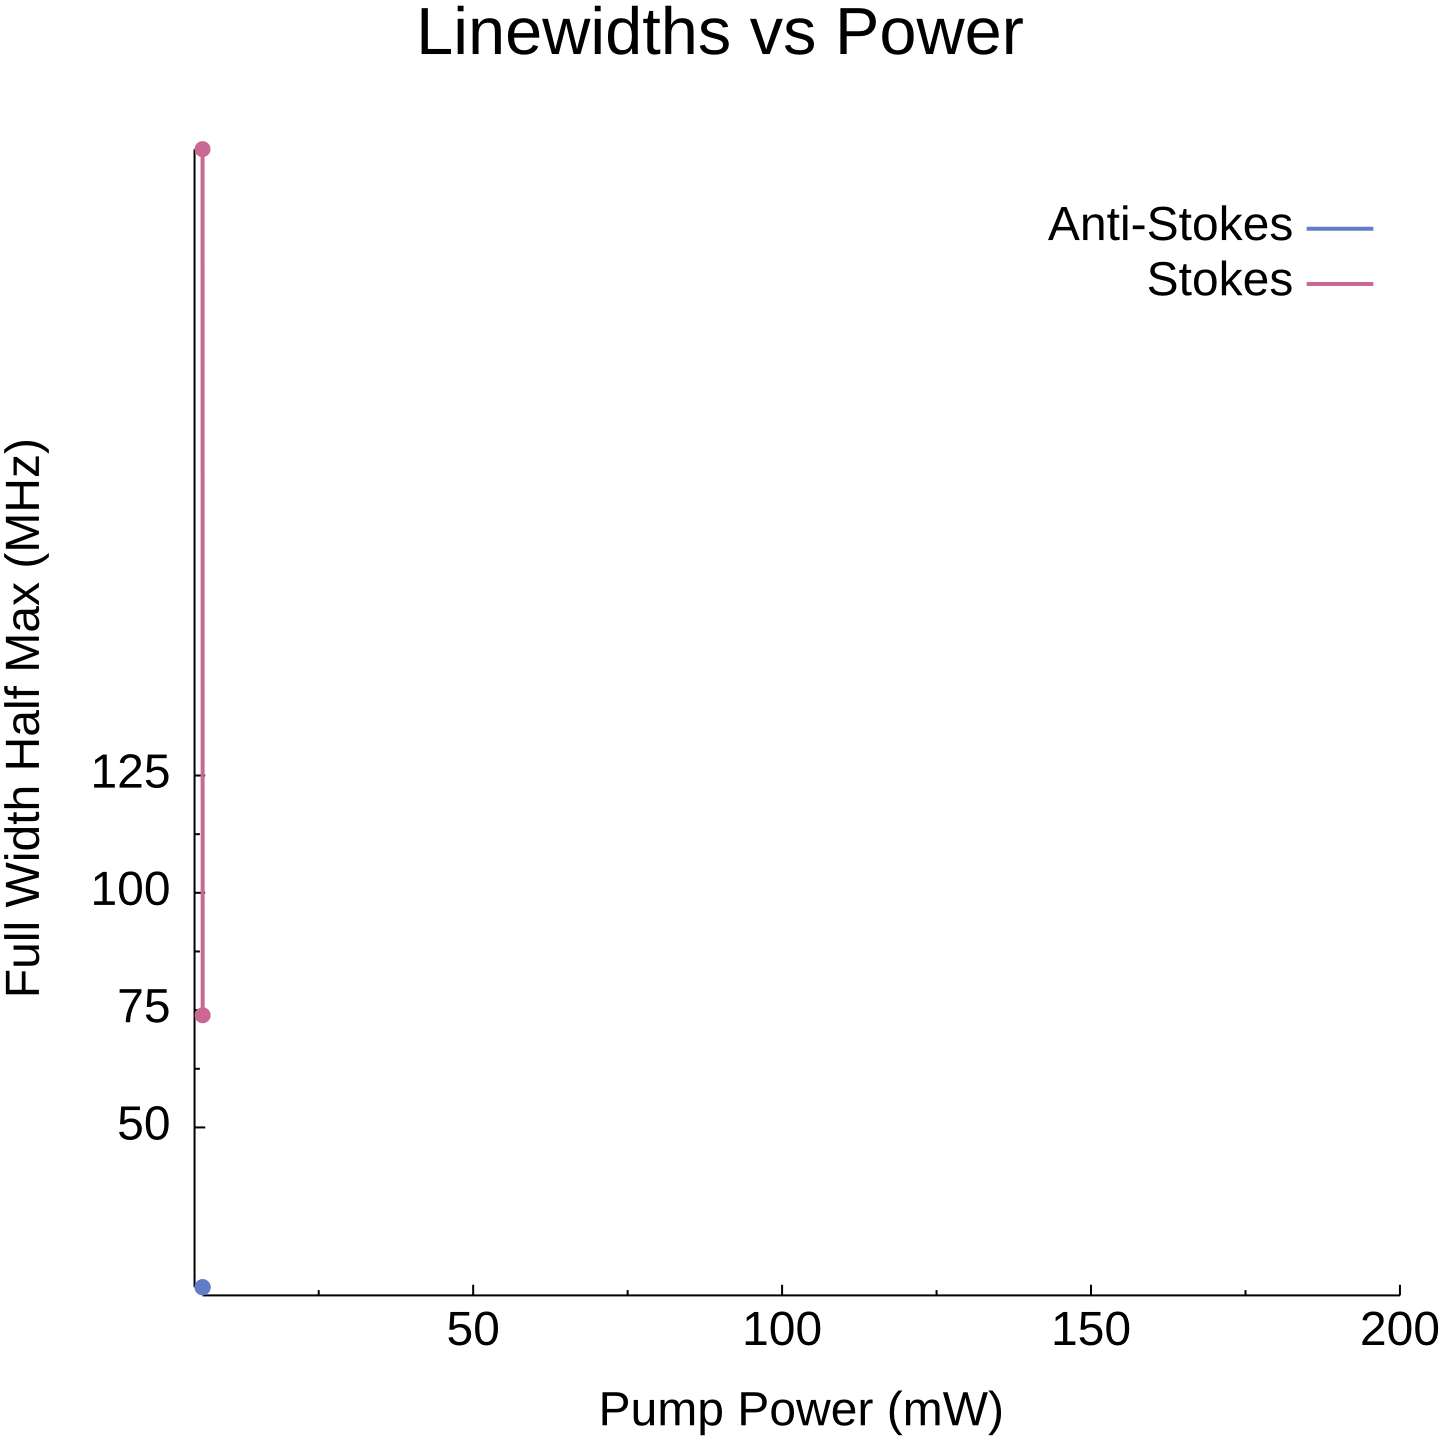 Linewidths vs Power
Anti-Stokes
Stokes
Full Width Half Max (MHz)
125
100
75
50
50 100 150 200
Pump Power (mW)